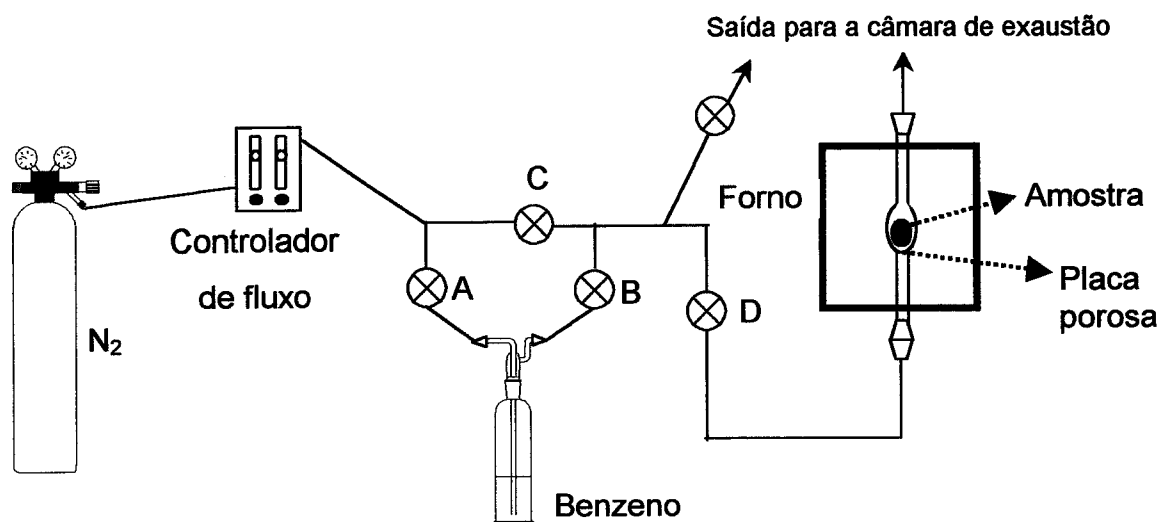 Saída para a câmara de exaustão
C
Forno
Amostra
Controlador
de fluxo
A
B
D
Placa
porosa
N₂
Benzeno